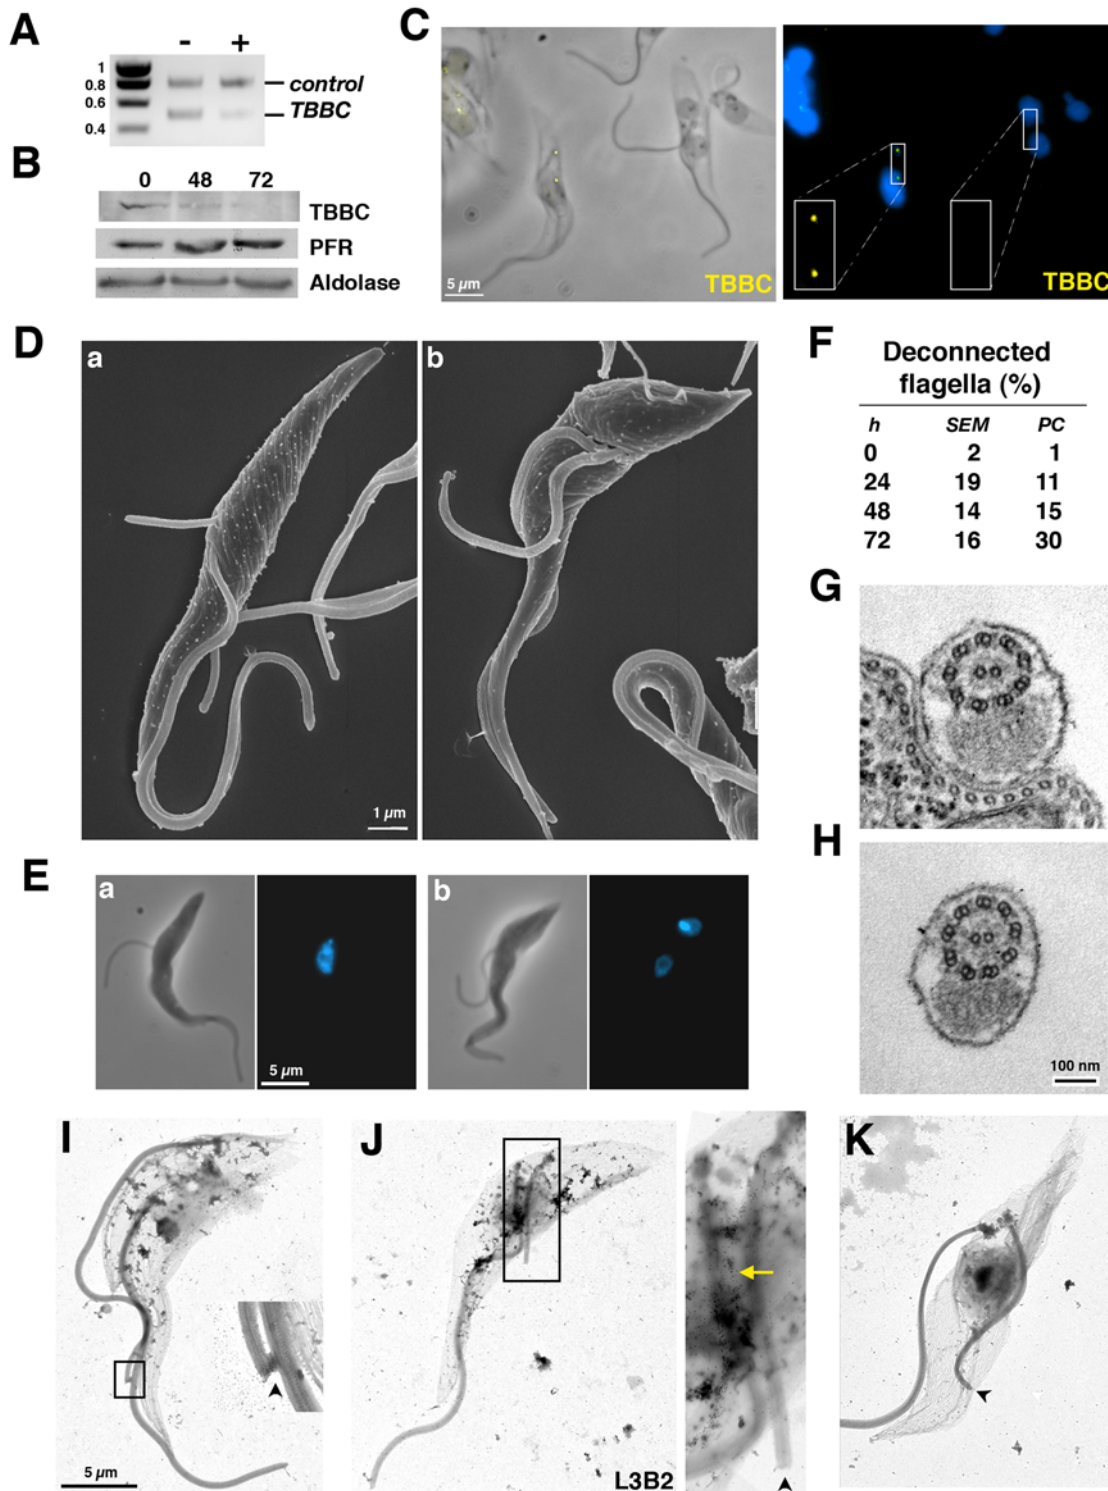 A
- +
1
0.8
0.6
0.4
control
TBBC
B
0 48 72
TBBC
PFR
Aldolase
C
5 µm
TBBC
TBBC
D
a
b
1 µm
E
a
b
5 µm
F
Deconnected
flagella (%)
h SEM PC
0 2 1
24 19 11
48 14 15
72 16 30
G
H
100 nm
I
5 µm
J
L3B2
K